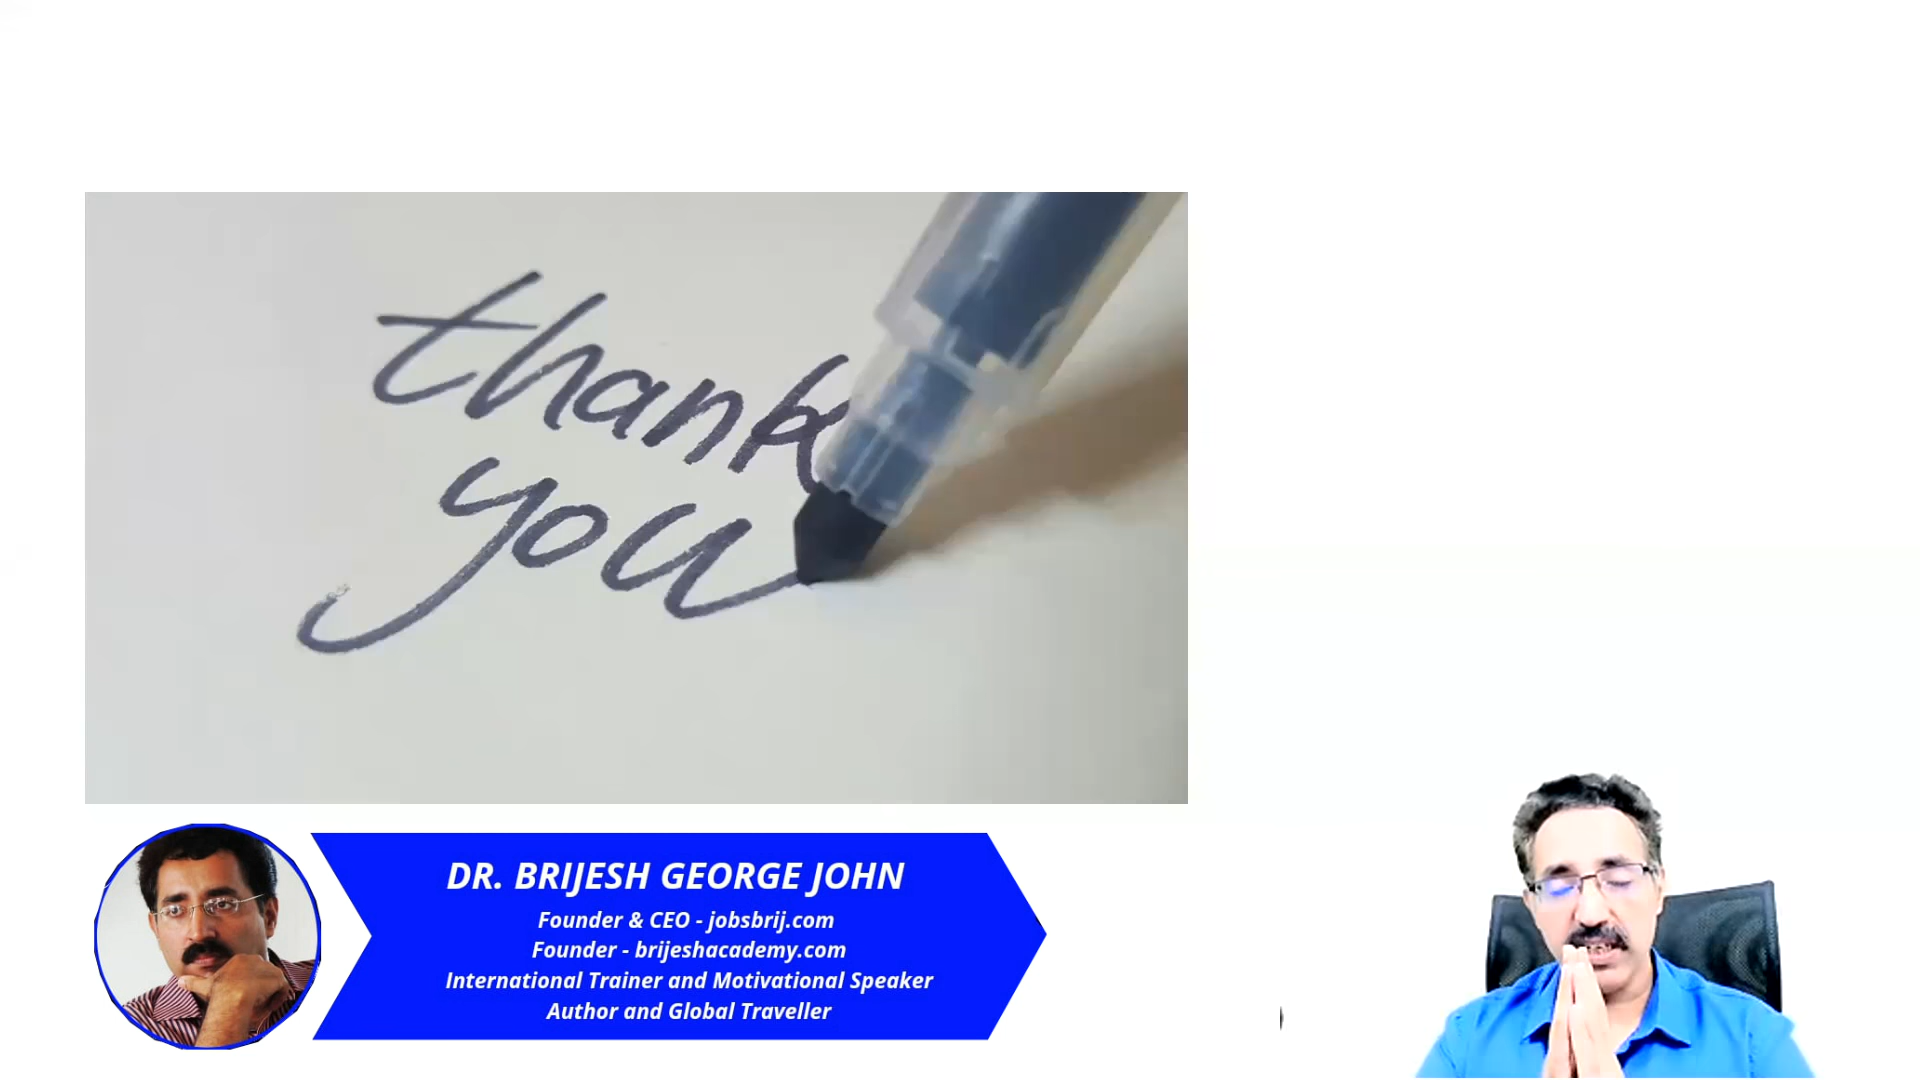 thank
you
DR. BRIJESH GEORGE JOHN
Founder & CEO - jobsbrij.com
Founder - brijeshacademy.com
International Trainer and Motivational Speaker
Author and Global Traveller